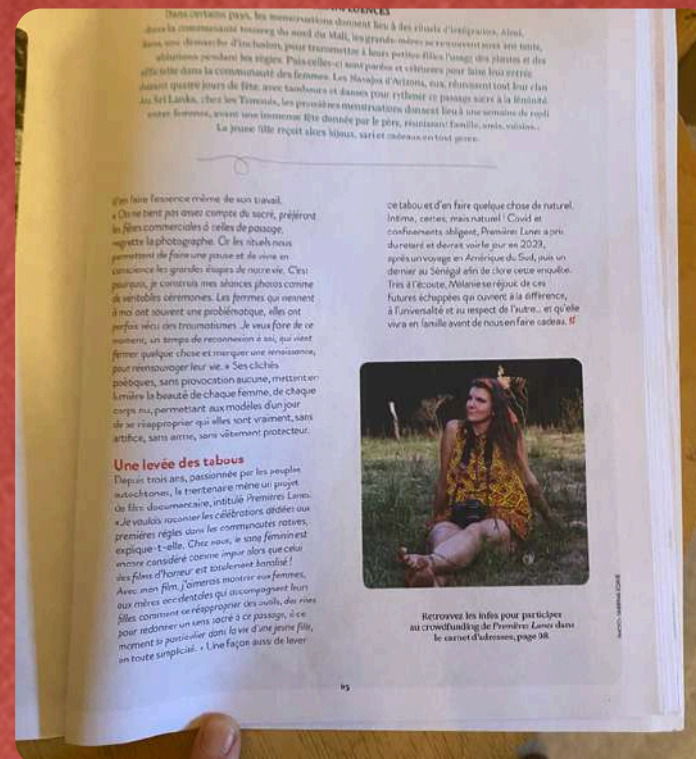 INFLUENCES
Dans certains pays, les menstruations donnent lieu à des rituels d'intégration. Ainsi,
dans la communauté touareg du nord du Mali, les grands-mères se retrouvent sous une tente,
dans une démarche d'inclusion, pour transmettre à leurs petites-filles l'usage des plantes et des
ablutions pendant les règles. Puis celles-ci sont parées et célébrées pour faire leur entrée
officielle dans la communauté des femmes. Les Navajos d'Arizona, eux, réunissent tout leur clan
durant quatre jours de fête, avec tambours et danses pour rythmer ce passage sacré à la féminité.
Au Sri Lanka, chez les Tamouls, les premières menstruations donnent lieu à une semaine de repli
entre femmes, avant une immense fête donnée par le père, réunissant famille, amis, voisins...
La jeune fille reçoit alors bijoux, sari et cadeaux en tout genre.
d'en faire l'essence même de son travail.
« On ne tient pas assez compte du sacré, préférant
les fêtes commerciales à celles de passage,
regrette la photographe. Or les rituels nous
permettent de faire une pause et de vivre en
conscience les grandes étapes de notre vie. C'est
pourquoi, je construis mes séances photos comme
de véritables cérémonies. Les femmes qui viennent
à moi ont souvent une problématique, elles ont
parfois vécu des traumatismes. Je veux faire de ce
moment, un temps de reconnexion à soi, qui vient
fermer quelque chose et marquer une renaissance,
pour réensourager leur vie. » Ses clichés
poétiques, sans provocation aucune, mettent en
lumière la beauté de chaque femme, de chaque
corps nu, permettant aux modèles d'un jour
de se réapproprier qui elles sont vraiment, sans
artifice, sans arme, sans vêtement protecteur.
Une levée des tabous
Depuis trois ans, passionnée par les peuples
autochtones, la trentenaire mène un projet
de film documentaire, intitulé Premières Lunes.
« Je voulais raconter les célébrations dédiées aux
premières règles dans les communautés natives,
explique-t-elle. Chez nous, le sang féminin est
encore considéré comme impur alors que celui
des films d'horreur est totalement banalisé !
Avec mon film, j'aimerais montrer aux femmes,
aux mères occidentales qui accompagnent leurs
filles comment se réapproprier des outils, des rites
pour redonner un sens sacré à ce passage, à ce
moment si particulier dans la vie d'une jeune fille,
en toute simplicité. » Une façon aussi de lever
ce tabou et d'en faire quelque chose de naturel.
Intime, certes, mais naturel ! Covid et
confinements obligent, Premières Lunes a pris
du retard et devrait voir le jour en 2023,
après un voyage en Amérique du Sud, puis un
dernier au Sénégal afin de clore cette enquête.
Très à l'écoute, Mélanie se réjouit de ces
futures échappées qui ouvrent à la différence,
à l'universalité et au respect de l'autre... et qu'elle
vivra en famille avant de nous en faire cadeau.
Retrouvez les infos pour participer
au crowdfunding de Premières Lunes dans
le carnet d'adresses, page 98.